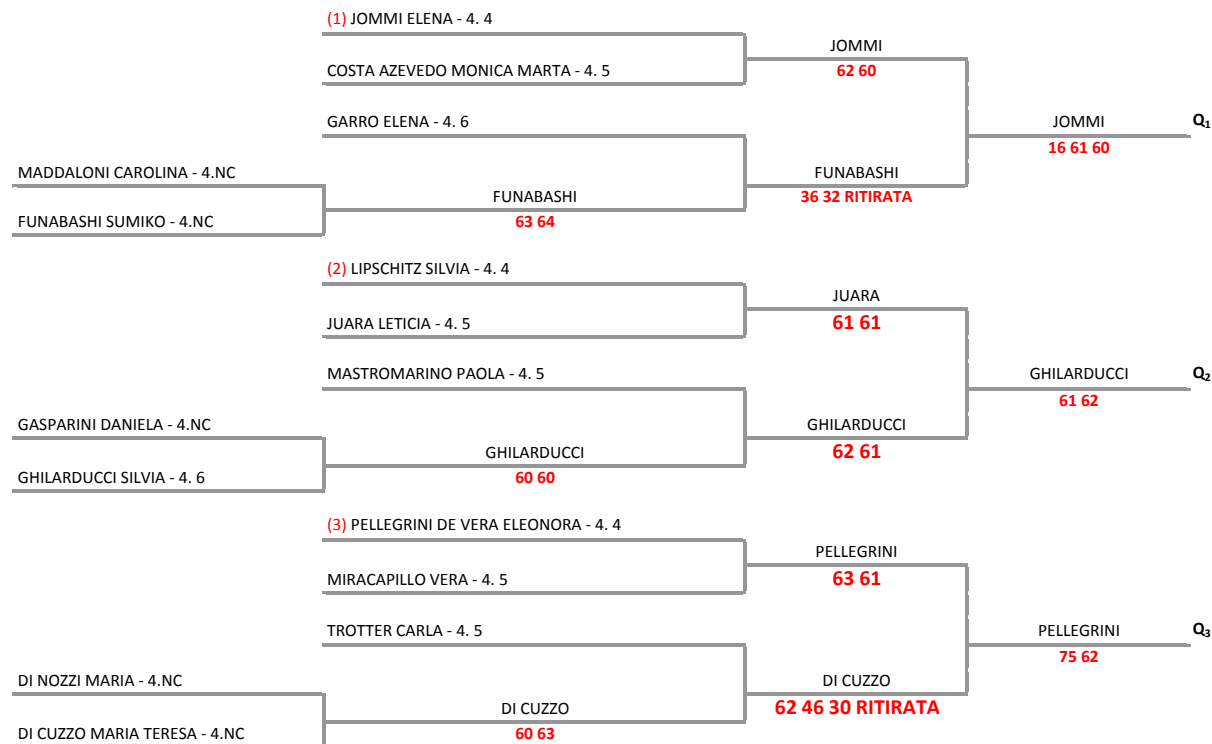 (1) JOMMI ELENA - 4. 4
JOMMI
COSTA AZEVEDO MONICA MARTA - 4. 5
62 60
GARRO ELENA - 4. 6
JOMMI
Q1
16 61 60
MADDALONI CAROLINA - 4.NC
FUNABASHI
FUNABASHI
36 32 RITIRATA
FUNABASHI SUMIKO - 4.NC
63 64
(2) LIPSCHITZ SILVIA - 4. 4
JUARA
JUARA LETICIA - 4. 5
61 61
MASTROMARINO PAOLA - 4. 5
GHILARDUCCI
Q2
61 62
GASPARINI DANIELA - 4.NC
GHILARDUCCI
GHILARDUCCI
62 61
GHILARDUCCI SILVIA - 4. 6
60 60
(3) PELLEGRINI DE VERA ELEONORA - 4. 4
PELLEGRINI
MIRACAPILLO VERA - 4. 5
63 61
TROTTER CARLA - 4. 5
PELLEGRINI
Q3
75 62
DI NOZZI MARIA - 4.NC
DI CUZZO
DI CUZZO
62 46 30 RITIRATA
DI CUZZO MARIA TERESA - 4.NC
60 63